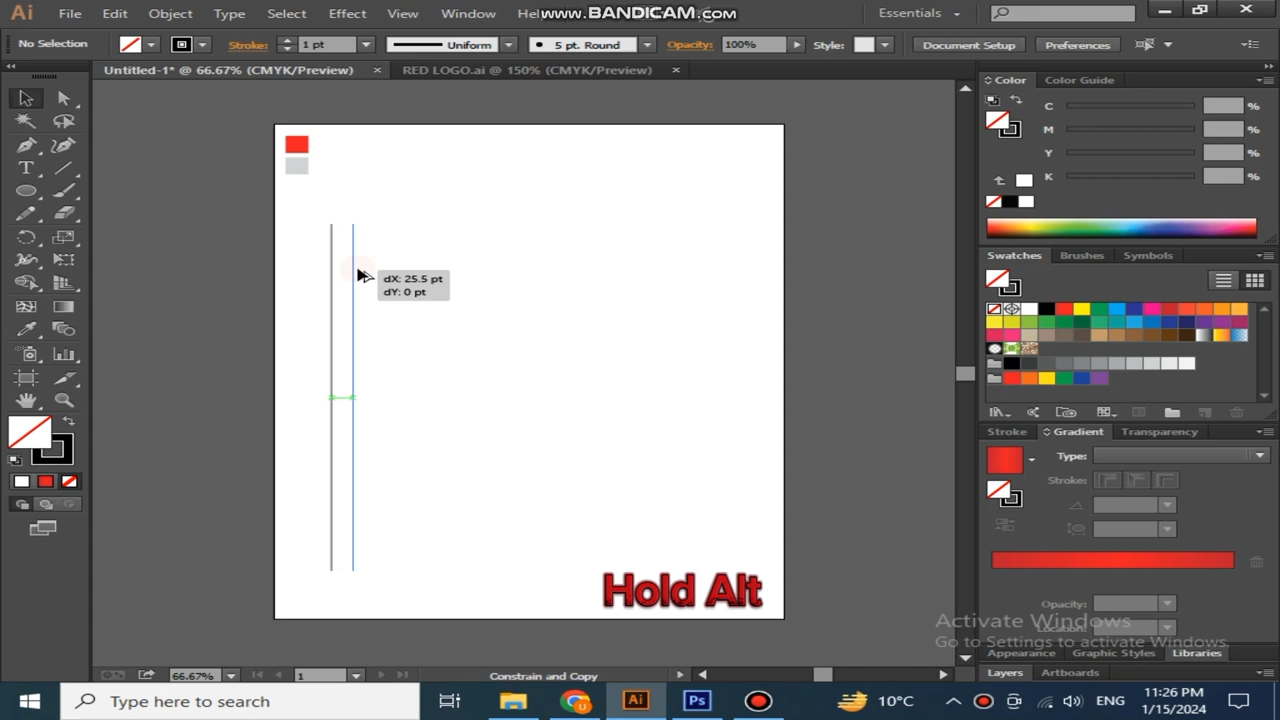 Ai File Edit Object Type Select Effect View Window www.BANDICAM.com Essentials
No Selection Stroke: 1 pt Uniform 5 pt. Round Opacity: 100% Style: Document Setup Preferences
Untitled-1* @ 66.67% (CMYK/Preview) × RED LOGO.ai @ 150% (CMYK/Preview) ×
Color Color Guide
C %
M %
Y %
K %
Swatches Brushes Symbols
dX: 25.5 pt
dY: 0 pt
Stroke Gradient Transparency
Type:
Stroke:
Hold Alt
Opacity:
Location:
Activate Windows
Go to Settings to activate Windows.
Appearance Graphic Styles Libraries
Layers Artboards
66.67% 1 Constrain and Copy
Type here to search
Ai Ps 10°C ENG
11:26 PM
1/15/2024